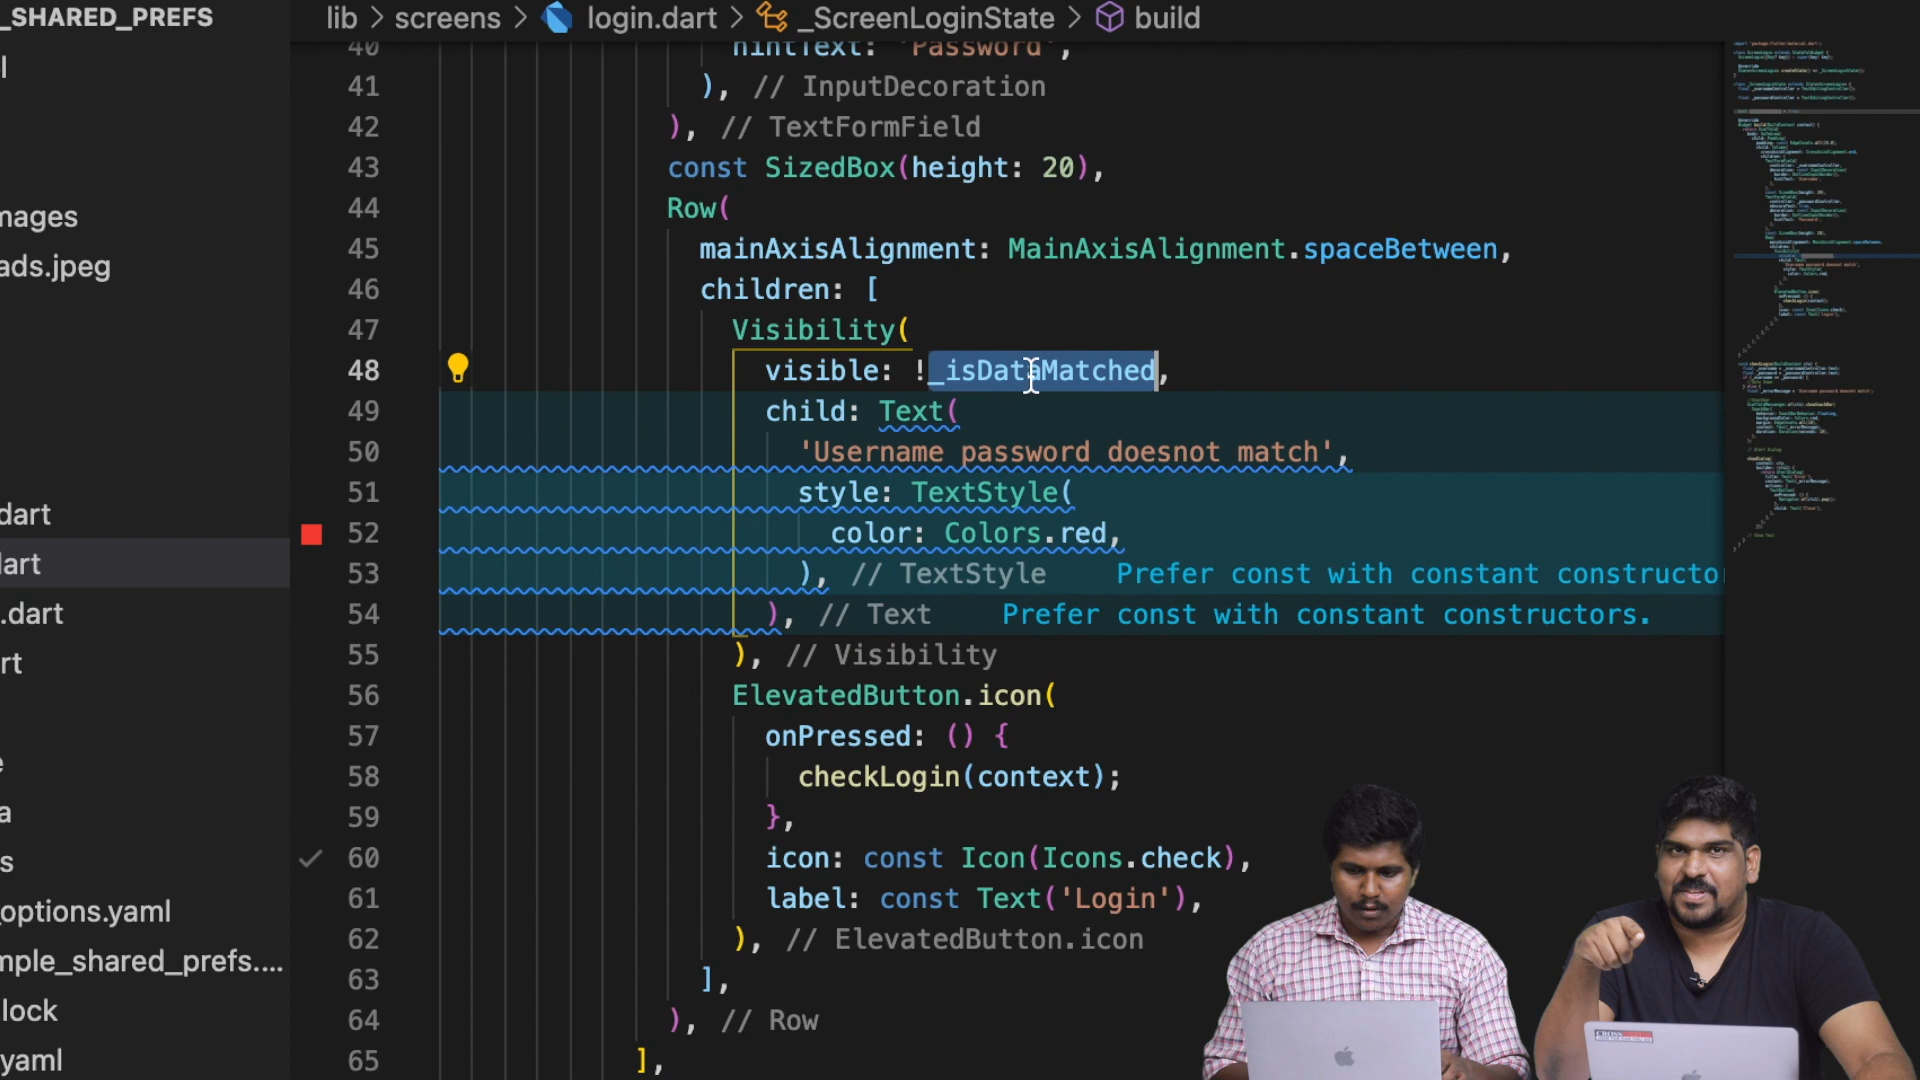 _SHARED_PREFS
lib > screens > login.dart > _ScreenLoginState > build
l
mages
ads.jpeg
dart
lart
.dart
rt
e
a
s
options.yaml
mple_shared_prefs....
lock
yaml
40 hintText: 'Password',
41 ), // InputDecoration
42 ), // TextFormField
43 const SizedBox(height: 20),
44 Row(
45 mainAxisAlignment: MainAxisAlignment.spaceBetween,
46 children: [
47 Visibility(
48 visible: !_isDataMatched,
49 child: Text(
50 'Username password doesnot match',
51 style: TextStyle(
52 color: Colors.red,
53 ), // TextStyle Prefer const with constant constructo
54 ), // Text Prefer const with constant constructors.
55 ), // Visibility
56 ElevatedButton.icon(
57 onPressed: () {
58 checkLogin(context);
59 },
60 icon: const Icon(Icons.check),
61 label: const Text('Login'),
62 ), // ElevatedButton.icon
63 ],
64 ), // Row
65 ],